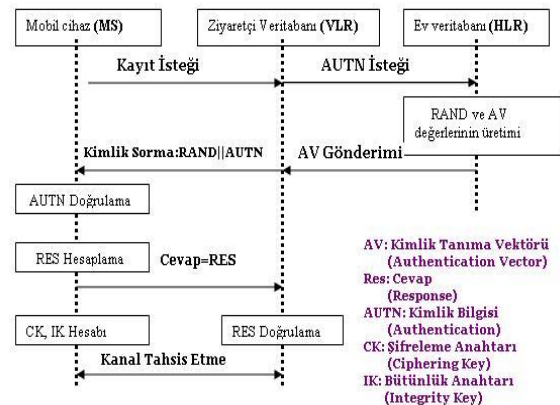 Mobil cihaz (MS)
Ziyaretçi Veritabanı (VLR)
Ev veritabanı (HLR)
Kayıt İsteği
AUTN İsteği
RAND ve AV
değerlerinin üretimi
Kimlik Sorma:RAND||AUTN
AV Gönderimi
AUTN Doğrulama
RES Hesaplama
Cevap=RES
CK, IK Hesabı
RES Doğrulama
Kanal Tahsis Etme
AV: Kimlik Tanıma Vektörü
(Authentication Vector)
Res: Cevap
(Response)
AUTN: Kimlik Bilgisi
(Authentication)
CK: Şifreleme Anahtarı
(Ciphering Key)
IK: Bütünlük Anahtarı
(Integrity Key)